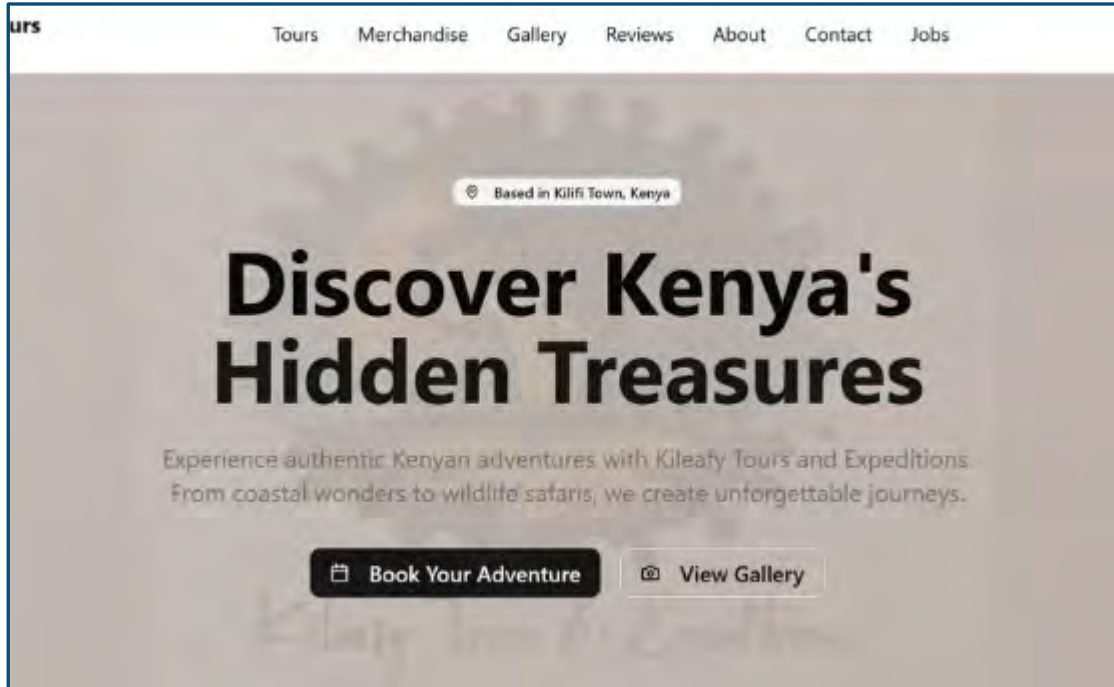 urs
Tours Merchandise Gallery Reviews About Contact Jobs
Based in Kilifi Town, Kenya
Discover Kenya's
Hidden Treasures
Experience authentic Kenyan adventures with Kileafy Tours and Expeditions.
From coastal wonders to wildlife safaris, we create unforgettable journeys.
Book Your Adventure View Gallery